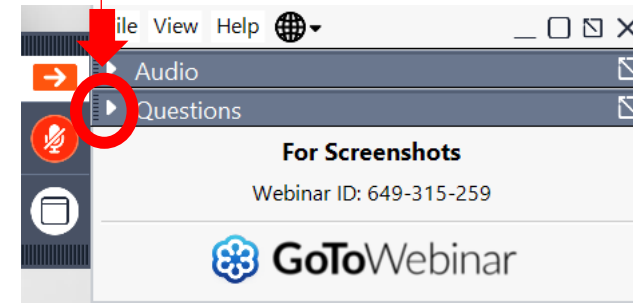 ile View Help
Audio
Questions
For Screenshots
Webinar ID: 649-315-259
GoToWebinar